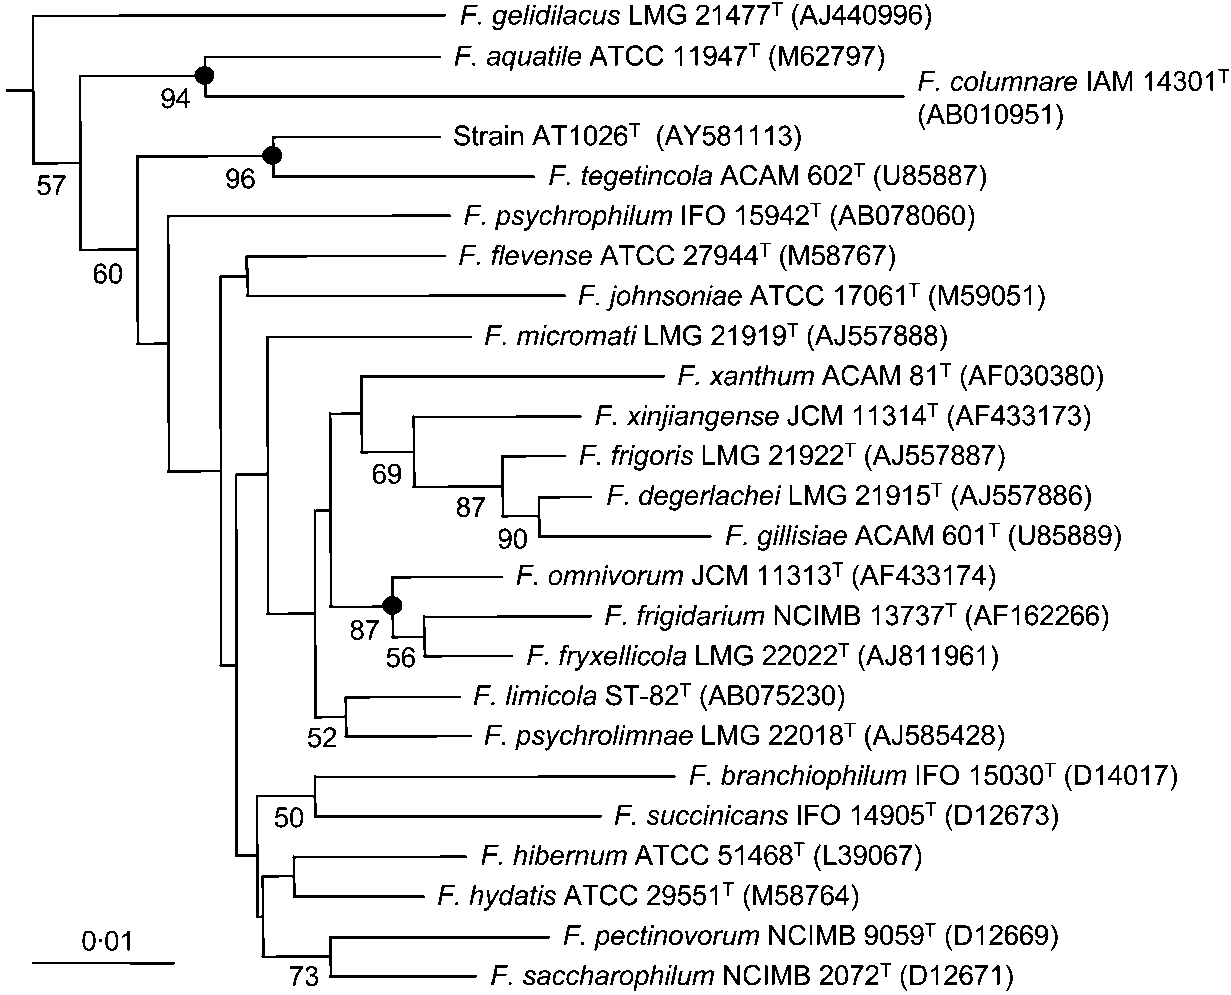 F. gelidilacus LMG 21477ᵀ (AJ440996)
F. aquatile ATCC 11947ᵀ (M62797)
F. columnare IAM 14301ᵀ
(AB010951)
94
Strain AT1026ᵀ (AY581113)
F. tegetincola ACAM 602ᵀ (U85887)
96
57
F. psychrophilum IFO 15942ᵀ (AB078060)
F. flevense ATCC 27944ᵀ (M58767)
60
F. johnsoniae ATCC 17061ᵀ (M59051)
F. micromati LMG 21919ᵀ (AJ557888)
F. xanthum ACAM 81ᵀ (AF030380)
F. xinjiangense JCM 11314ᵀ (AF433173)
F. frigoris LMG 21922ᵀ (AJ557887)
69
F. degerlachei LMG 21915ᵀ (AJ557886)
87
F. gillisiae ACAM 601ᵀ (U85889)
90
F. omnivorum JCM 11313ᵀ (AF433174)
F. frigidarium NCIMB 13737ᵀ (AF162266)
87
F. fryxellicola LMG 22022ᵀ (AJ811961)
56
F. limicola ST-82ᵀ (AB075230)
F. psychrolimnae LMG 22018ᵀ (AJ585428)
52
F. branchiophilum IFO 15030ᵀ (D14017)
F. succinicans IFO 14905ᵀ (D12673)
50
F. hibernum ATCC 51468ᵀ (L39067)
F. hydatis ATCC 29551ᵀ (M58764)
F. pectinovorum NCIMB 9059ᵀ (D12669)
0·01
F. saccharophilum NCIMB 2072ᵀ (D12671)
73